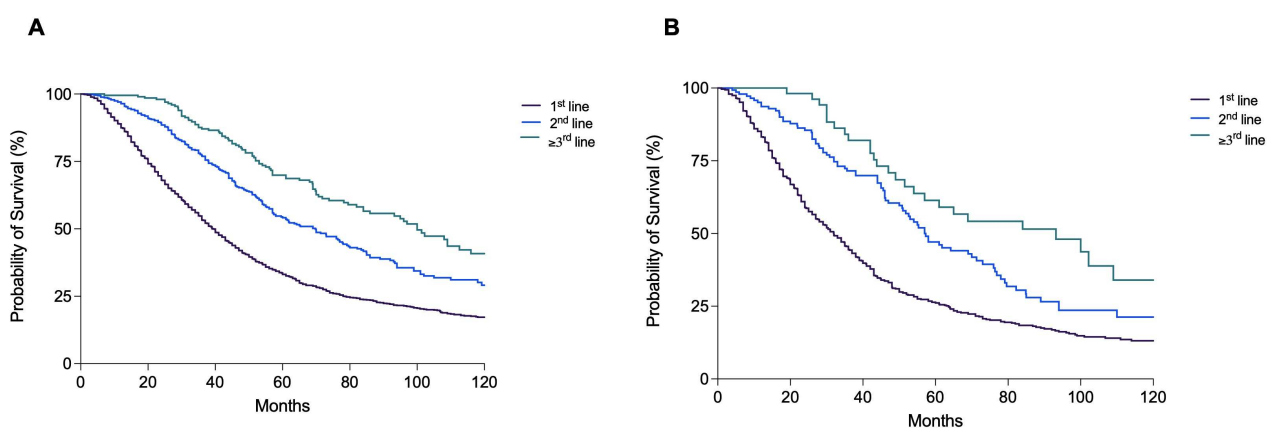 A
Probability of Survival (%)
100
75
50
25
0
0 20 40 60 80 100 120
Months
1st line
2nd line
≥3rd line
B
Probability of Survival (%)
100
75
50
25
0
0 20 40 60 80 100 120
Months
1st line
2nd line
≥3rd line